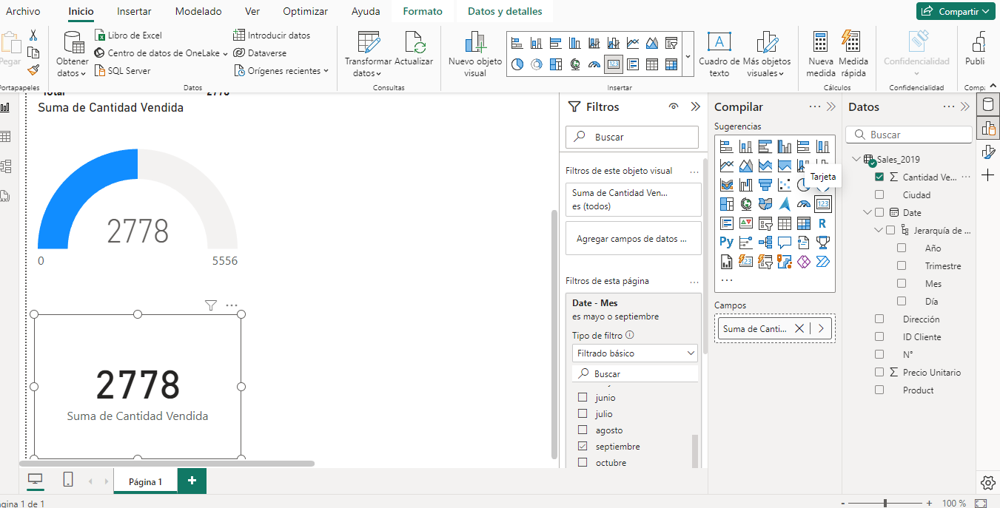 Archivo Inicio Insertar Modelado Ver Optimizar Ayuda Formato Datos y detalles Compartir
Pegar
Portapapeles
Obtener
datos
Libro de Excel
Centro de datos de OneLake
SQL Server
Introducir datos
Dataverse
Orígenes recientes
Datos
Transformar
datos
Actualizar
Consultas
Nuevo objeto
visual
123
Cuadro de
texto
Más objetos
visuales
Insertar
Nueva
medida
Medida
rápida
Cálculos
Confidencialidad
Confidencialidad
Publi
Comp:
Total 2778
Suma de Cantidad Vendida
2778
0 5556
2778
Suma de Cantidad Vendida
Filtros
Buscar
Filtros de este objeto visual ...
Suma de Cantidad Ven...
es (todos)
Agregar campos de datos ...
Filtros de esta página ...
Date - Mes
es mayo o septiembre
Tipo de filtro
Filtrado básico
Buscar
junio
julio
agosto
septiembre
octubre
Compilar ...
Sugerencias
Tarjeta
123
R
Py
123
...
Campos
Suma de Canti...
Datos ...
Buscar
Sales_2019
Σ Cantidad Ve... ...
Ciudad
Date
Jerarquía de ...
Año
Trimestre
Mes
Día
Dirección
ID Cliente
N°
Σ Precio Unitario
Product
Página 1
+
ágina 1 de 1
- + 100 %